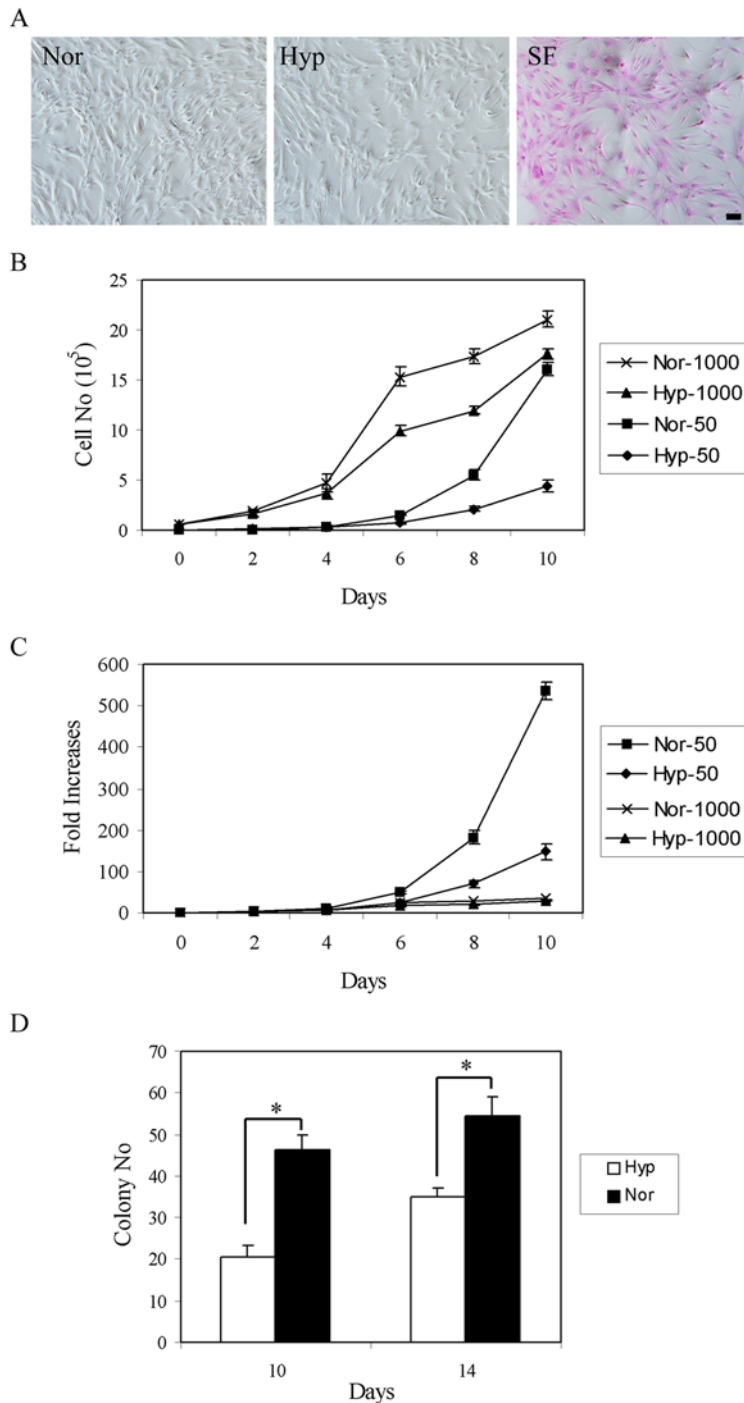 A
Nor
Hyp
SF
B
Cell No (10^5)
25
20
15
10
5
0
0 2 4 6 8 10
Days
Nor-1000
Hyp-1000
Nor-50
Hyp-50
C
Fold Increases
600
500
400
300
200
100
0
0 2 4 6 8 10
Days
Nor-50
Hyp-50
Nor-1000
Hyp-1000
D
Colony No
70
60
50
40
30
20
10
0
*
*
10 14
Days
Hyp
Nor